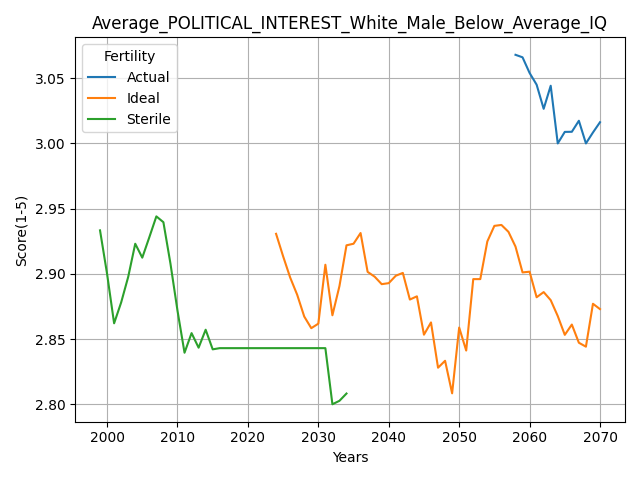 Average_POLITICAL_INTEREST_White_Male_Below_Average_IQ
Fertility
Actual
Ideal
Sterile
Score(1-5)
3.05
3.00
2.95
2.90
2.85
2.80
2000 2010 2020 2030 2040 2050 2060 2070
Years